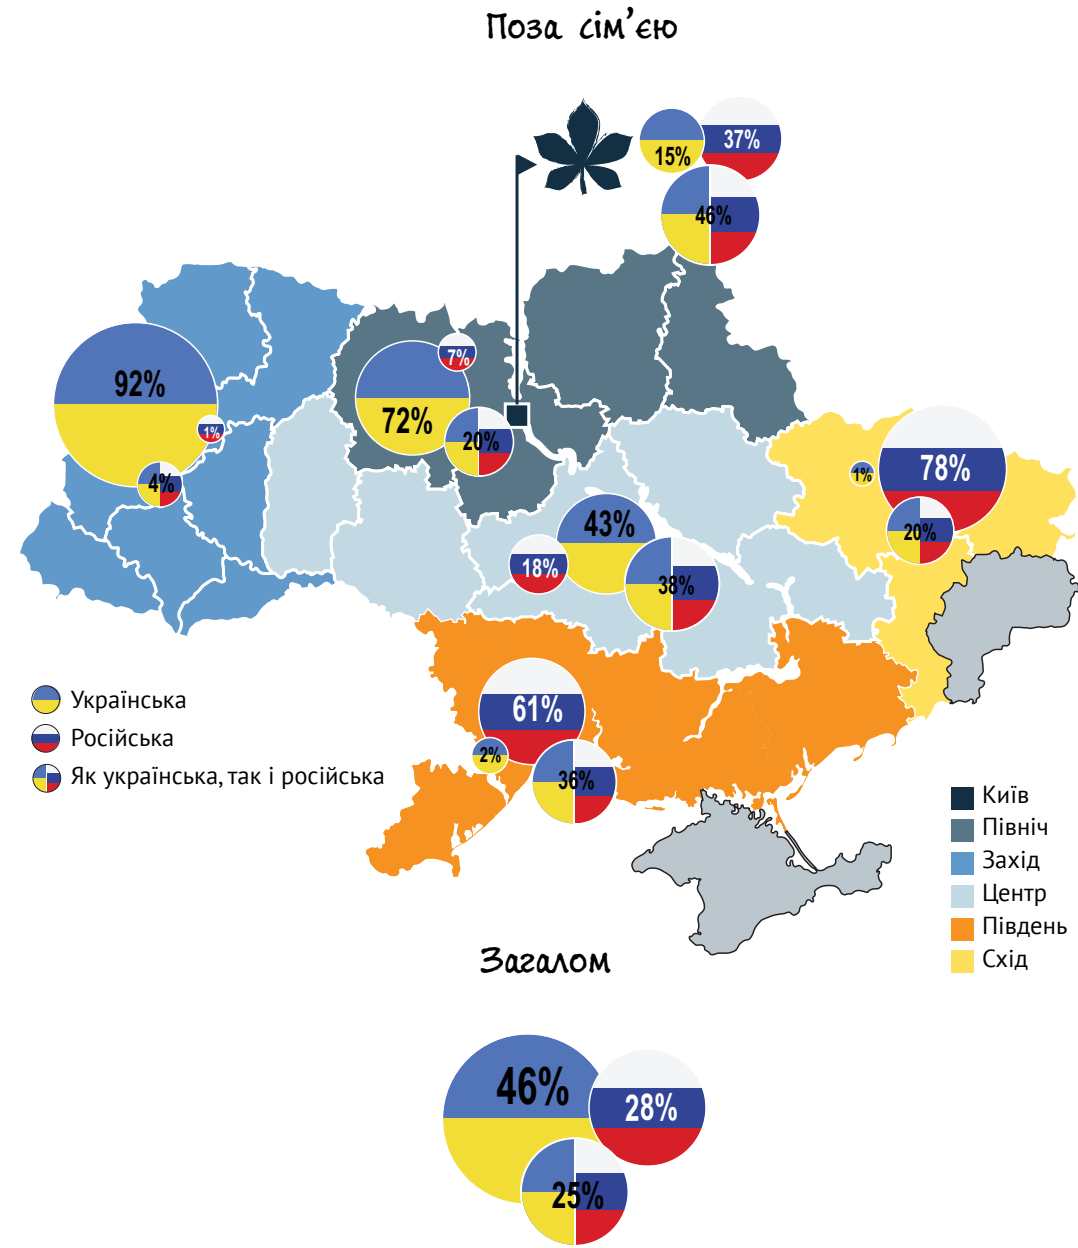 Поза сім’єю
15%
37%
46%
92%
1%
4%
7%
72%
20%
43%
18%
38%
1%
78%
20%
61%
2%
36%
Українська
Російська
Як українська, так і російська
Київ
Північ
Захід
Центр
Південь
Схід
Загалом
46%
28%
25%